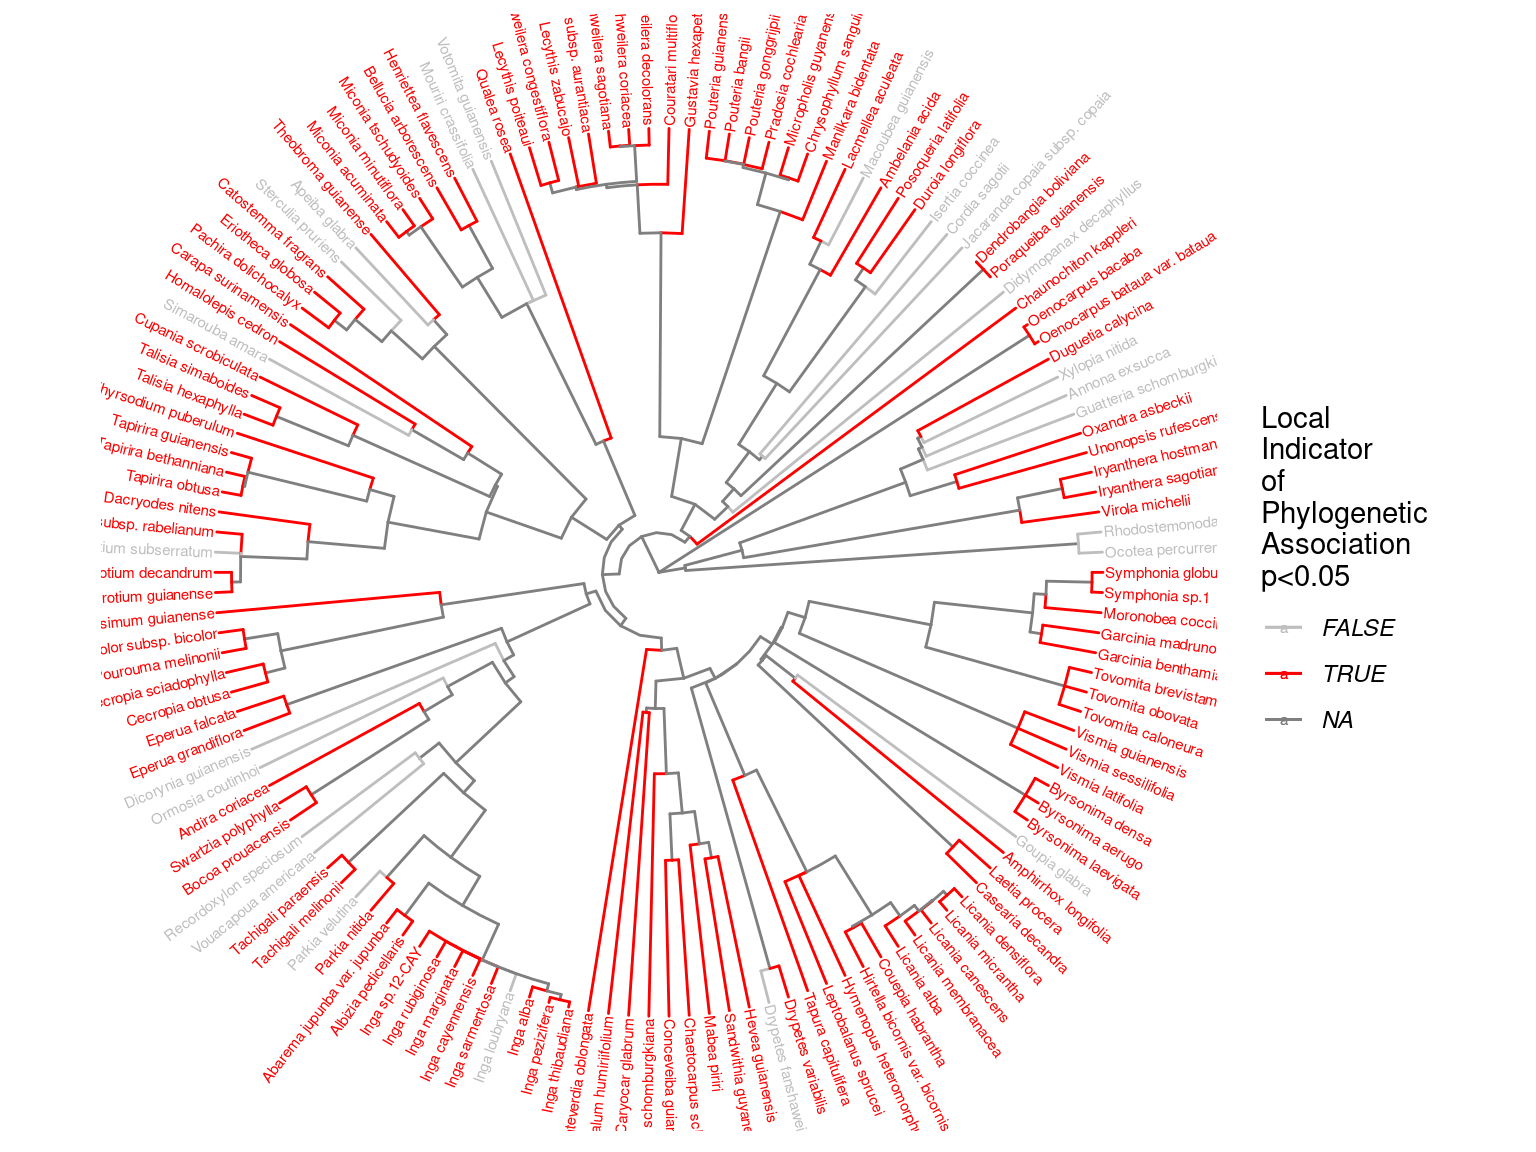 weilera congestiflora
Lecythis zabucajo
subsp. aurantiaca
weilera sagotiana
hweilera coriacea
eilera decolorans
Couratari multiflo
Gustavia hexapet
Pouteria guianens
Pouteria bangii
Pouteria gonggrijpii
Pradosia cochlearia
Micropholis guyanens
Chrysophyllum sangui
Manilkara bidentata
Lacmellea aculeata
Macoubea guianensis
Ambelania acida
Posoqueria latifolia
Duroia longiflora
Isertia coccinea
Cordia sagotii
Jacaranda copaia subsp. copaia
Dendrobangia boliviana
Poraqueiba guianensis
Didymopanax decaphyllus
Chaunochiton kappleri
Oenocarpus bacaba
Oenocarpus bataua var. bataua
Duguetia calycina
Xylopia nitida
Annona exsucca
Guatteria schomburgki
Oxandra asbeckii
Unonopsis rufescens
Iryanthera hostman
Iryanthera sagotiar
Virola michelii
Rhodostemonoda
Ocotea percurrer
Symphonia globu
Symphonia sp.1
Moronobea cocci
Garcinia madruno
Garcinia benthamia
Tovomita brevistam
Tovomita obovata
Tovomita caloneura
Vismia guianensis
Vismia sessilifolia
Vismia latifolia
Byrsonima densa
Byrsonima aerugo
Byrsonima laevigata
Goupia glabra
Amphirrhox longifolia
Laetia procera
Casearia decandra
Licania densiflora
Licania micrantha
Licania canescens
Licania membranacea
Licania alba
Couepia habrantha
Hirtella bicornis var. bicornis
Hymenopus heteromorph
Leptobalanus sprucei
Tapura capitulifera
Drypetes variabilis
Drypetes fanshawei
Hevea guianensis
Sandwithia guyane
Mabea piriri
Chaetocarpus sc
Conceveiba guiar
schomburgkiana
Caryocar glabrum
alum humiriifolium
teverdia oblongata
Inga thibaudiana
Inga pezizifera
Inga alba
Inga loubryana
Inga sarmentosa
Inga cayennensis
Inga marginata
Inga rubiginosa
Inga sp.12-CAY
Albizia pedicellaris
Abarema jupunba var. jupunba
Parkia nitida
Parkia velutina
Tachigali melinonii
Tachigali paraensis
Vouacapoua americana
Recordoxylon speciosum
Bocoa prouacensis
Swartzia polyphylla
Andira coriacea
Ormosia coutinhoi
Dicorynia guianensis
Eperua grandiflora
Eperua falcata
Cecropia obtusa
ecropia sciadophylla
ourouma melinonii
olor subsp. bicolor
simum guianense
rotium guianense
otium decandrum
tium subserratum
subsp. rabelianum
Dacryodes nitens
Tapirira obtusa
Tapirira bethanniana
Tapirira guianensis
hyrsodium puberulum
Talisia hexaphylla
Talisia simaboides
Cupania scrobiculata
Simarouba amara
Homalolepis cedron
Carapa surinamensis
Pachira dolichocalyx
Eriotheca globosa
Catostemma fragrans
Sterculia pruriens
Apeiba glabra
Theobroma guianense
Miconia acuminata
Miconia minutiflora
Miconia tschudyoides
Bellucia arborescens
Henriettea flavescens
Mouriri crassifolia
Votomita guianensis
Qualea rosea
Lecythis poiteaui
Local
Indicator
of
Phylogenetic
Association
p<0.05
a FALSE
a TRUE
a NA